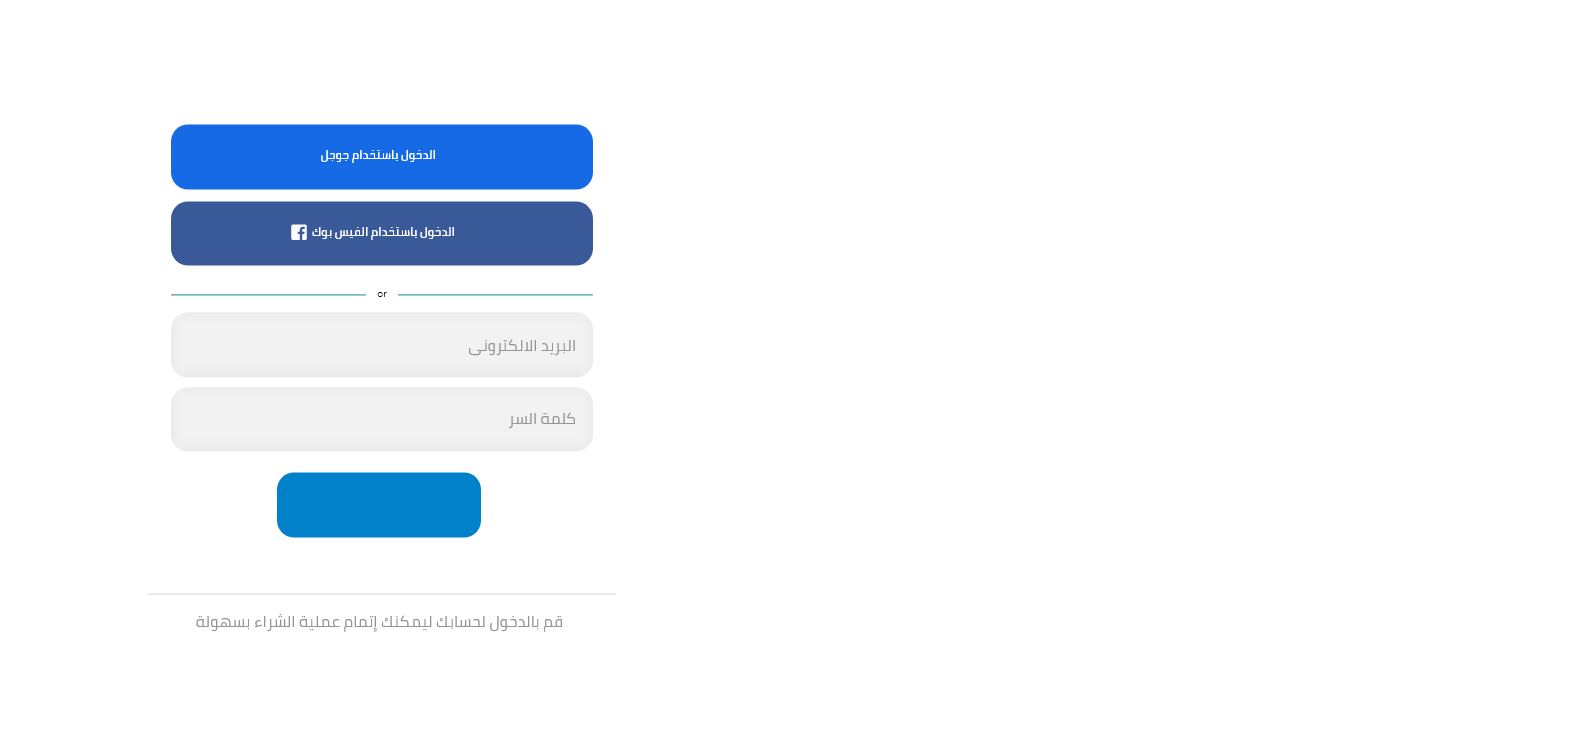 الدخول باستخدام جوجل
الدخول باستخدام الفيس بوك
or
البريد الالكترونى
كلمة السر
قم بالدخول لحسابك ليمكنك إتمام عملية الشراء بسهولة